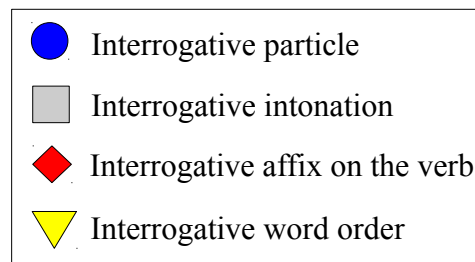 Interrogative particle
Interrogative intonation
Interrogative affix on the verb
Interrogative word order